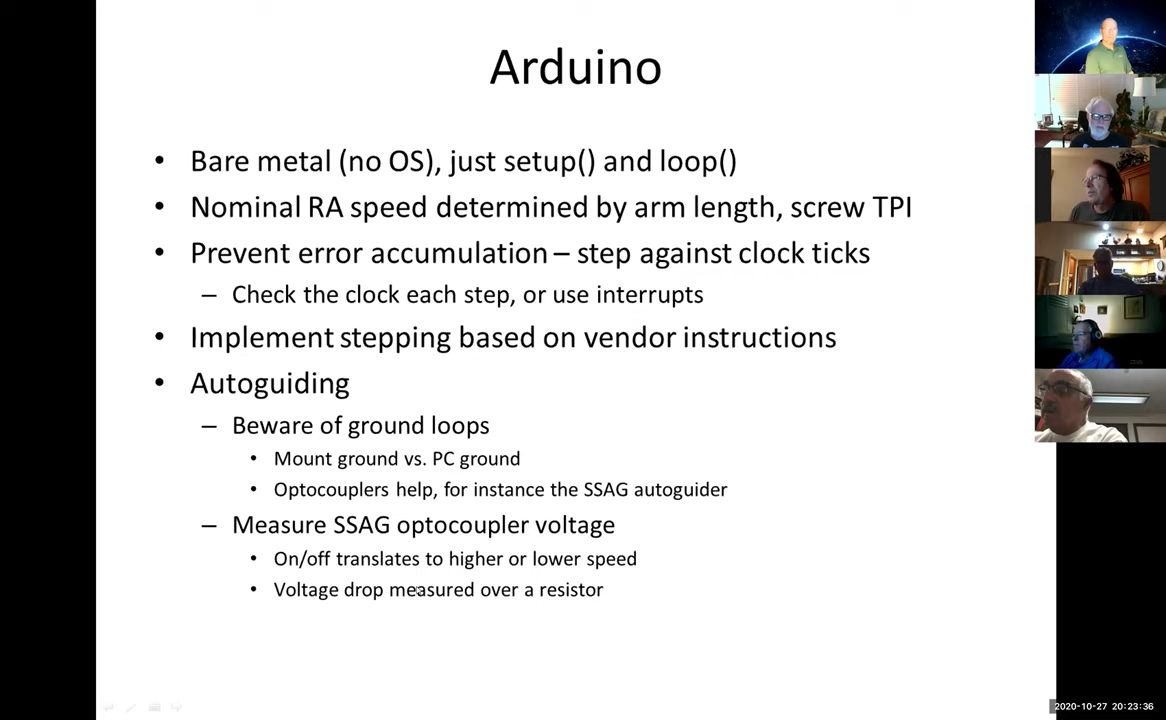 Arduino
• Bare metal (no OS), just setup() and loop()
• Nominal RA speed determined by arm length, screw TPI
• Prevent error accumulation – step against clock ticks
– Check the clock each step, or use interrupts
• Implement stepping based on vendor instructions
• Autoguiding
– Beware of ground loops
• Mount ground vs. PC ground
• Optocouplers help, for instance the SSAG autoguider
– Measure SSAG optocoupler voltage
• On/off translates to higher or lower speed
• Voltage drop measured over a resistor
2020-10-27 20:23:36